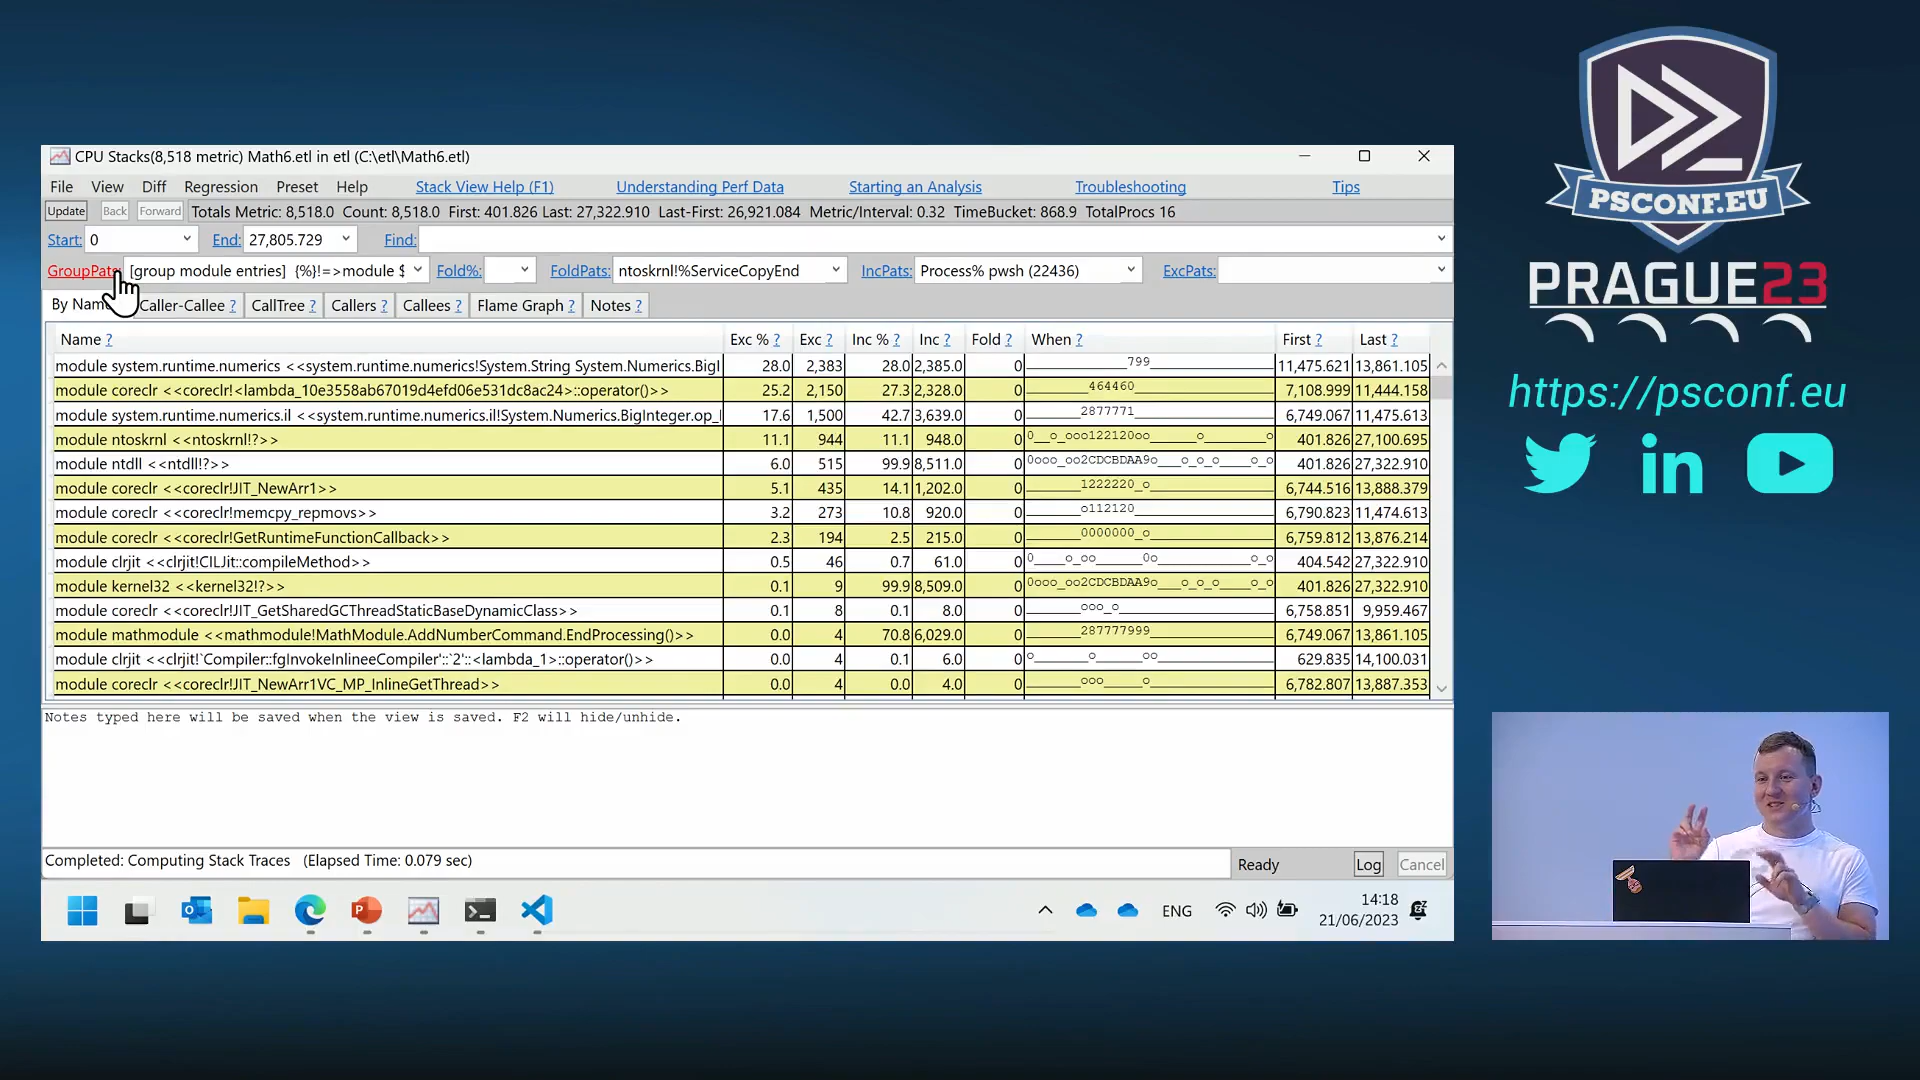 CPU Stacks(8,518 metric) Math6.etl in etl (C:\etl\Math6.etl)
File View Diff Regression Preset Help Stack View Help (F1) Understanding Perf Data Starting an Analysis Troubleshooting Tips
Update Back Forward Totals Metric: 8,518.0 Count: 8,518.0 First: 401.826 Last: 27,322.910 Last-First: 26,921.084 Metric/Interval: 0.32 TimeBucket: 868.9 TotalProcs 16
Start: 0 End: 27,805.729 Find:
GroupPats: [group module entries] {%}!=>module $ Fold%: FoldPats: ntoskrnl!%ServiceCopyEnd IncPats: Process% pwsh (22436) ExcPats:
By Name Caller-Callee ? CallTree ? Callers ? Callees ? Flame Graph ? Notes ?
Name ? Exc % ? Exc ? Inc % ? Inc ? Fold ? When ? First ? Last ?
module system.runtime.numerics <<system.runtime.numerics!System.String System.Numerics.BigI 28.0 2,383 28.0 2,385.0 0 799 11,475.621 13,861.105
module coreclr <<coreclr!<lambda_10e3558ab67019d4efd06e531dc8ac24>::operator()>> 25.2 2,150 27.3 2,328.0 0 464460 7,108.999 11,444.158
module system.runtime.numerics.il <<system.runtime.numerics.il!System.Numerics.BigInteger.op_I 17.6 1,500 42.7 3,639.0 0 2877771 6,749.067 11,475.613
module ntoskrnl <<ntoskrnl!?>> 11.1 944 11.1 948.0 0 0__o_ooo122120oo______o________o 401.826 27,100.695
module ntdll <<ntdll!?>> 6.0 515 99.9 8,511.0 0 0ooo_oo2CDCBDAA9o___o_o_o____o_o 401.826 27,322.910
module coreclr <<coreclr!JIT_NewArr1>> 5.1 435 14.1 1,202.0 0 1222220_o 6,744.516 13,888.379
module coreclr <<coreclr!memcpy_repmovs>> 3.2 273 10.8 920.0 0 o112120 6,790.823 11,474.613
module coreclr <<coreclr!GetRuntimeFunctionCallback>> 2.3 194 2.5 215.0 0 0000000_o 6,759.812 13,876.214
module clrjit <<clrjit!CILJit::compileMethod>> 0.5 46 0.7 61.0 0 0____o_oo______0o____________o_o 404.542 27,322.910
module kernel32 <<kernel32!?>> 0.1 9 99.9 8,509.0 0 0ooo_oo2CDCBDAA9o___o_o_o____o_o 401.826 27,322.910
module coreclr <<coreclr!JIT_GetSharedGCThreadStaticBaseDynamicClass>> 0.1 8 0.1 8.0 0 ooo_o 6,758.851 9,959.467
module mathmodule <<mathmodule!MathModule.AddNumberCommand.EndProcessing()>> 0.0 4 70.8 6,029.0 0 287777999 6,749.067 13,861.105
module clrjit <<clrjit!`Compiler::fgInvokeInlineeCompiler'::`2'::<lambda_1>::operator()>> 0.0 4 0.1 6.0 0 o_______o______oo 629.835 14,100.031
module coreclr <<coreclr!JIT_NewArr1VC_MP_InlineGetThread>> 0.0 4 0.0 4.0 0 ooo_____o 6,782.807 13,887.353
Notes typed here will be saved when the view is saved. F2 will hide/unhide.
Completed: Computing Stack Traces (Elapsed Time: 0.079 sec) Ready Log Cancel
ENG 14:18
21/06/2023
PSCONF.EU
PRAGUE23
https://psconf.eu